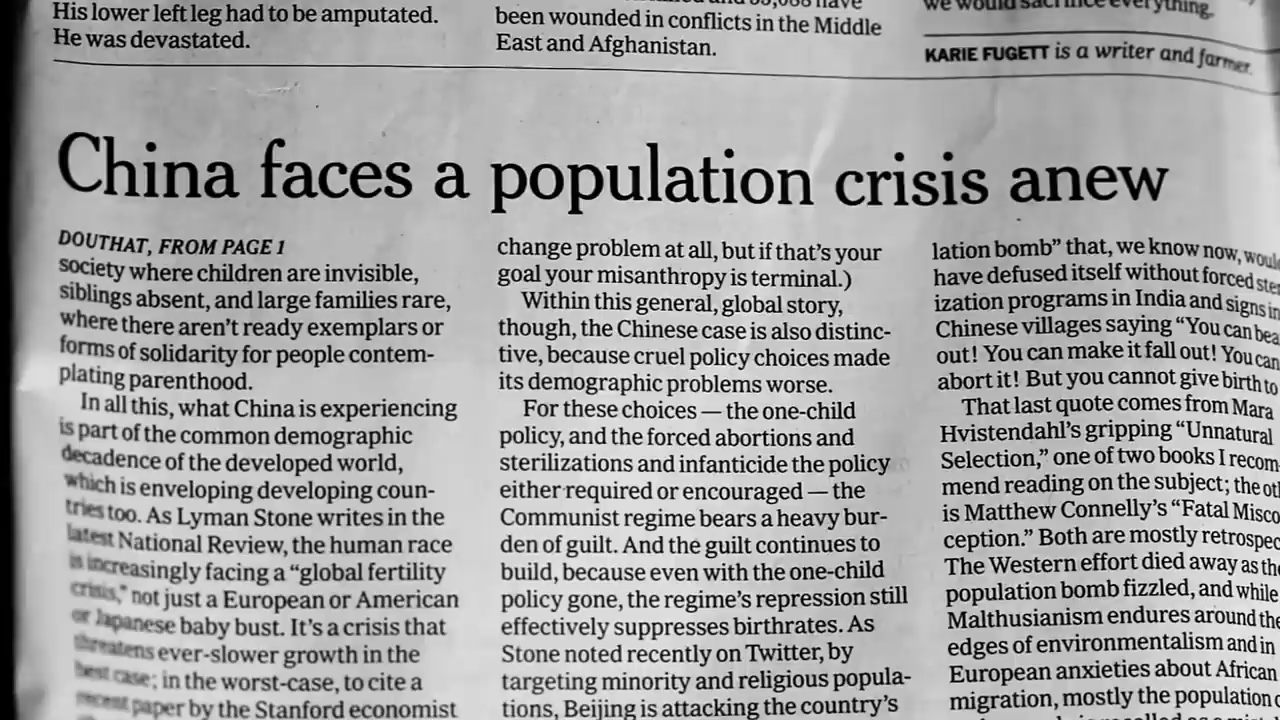 His lower left leg had to be amputated.
He was devastated.
have
been wounded in conflicts in the Middle
East and Afghanistan.
we would sacrifice everything.
KARIE FUGETT is a writer and farmer.
China faces a population crisis anew
DOUTHAT, FROM PAGE 1
society where children are invisible,
siblings absent, and large families rare,
where there aren't ready exemplars or
forms of solidarity for people contem-
plating parenthood.
In all this, what China is experiencing
is part of the common demographic
decadence of the developed world,
which is enveloping developing coun-
tries too. As Lyman Stone writes in the
latest National Review, the human race
is increasingly facing a “global fertility
crisis,” not just a European or American
or Japanese baby bust. It's a crisis that
threatens ever-slower growth in the
best case; in the worst-case, to cite a
recent paper by the Stanford economist
change problem at all, but if that's your
goal your misanthropy is terminal.)
Within this general, global story,
though, the Chinese case is also distinc-
tive, because cruel policy choices made
its demographic problems worse.
For these choices — the one-child
policy, and the forced abortions and
sterilizations and infanticide the policy
either required or encouraged — the
Communist regime bears a heavy bur-
den of guilt. And the guilt continues to
build, because even with the one-child
policy gone, the regime's repression still
effectively suppresses birthrates. As
Stone noted recently on Twitter, by
targeting minority and religious popula-
tions, Beijing is attacking the country's
lation bomb” that, we know now, would
have defused itself without forced ster
ization programs in India and signs in
Chinese villages saying “You can bea
out! You can make it fall out! You can
abort it! But you cannot give birth to
That last quote comes from Mara
Hvistendahl's gripping “Unnatural
Selection,” one of two books I recom-
mend reading on the subject; the ot
is Matthew Connelly's “Fatal Misco
ception.” Both are mostly retrospec
The Western effort died away as the
population bomb fizzled, and while
Malthusianism endures around the
edges of environmentalism and in
European anxieties about African
migration, mostly the population